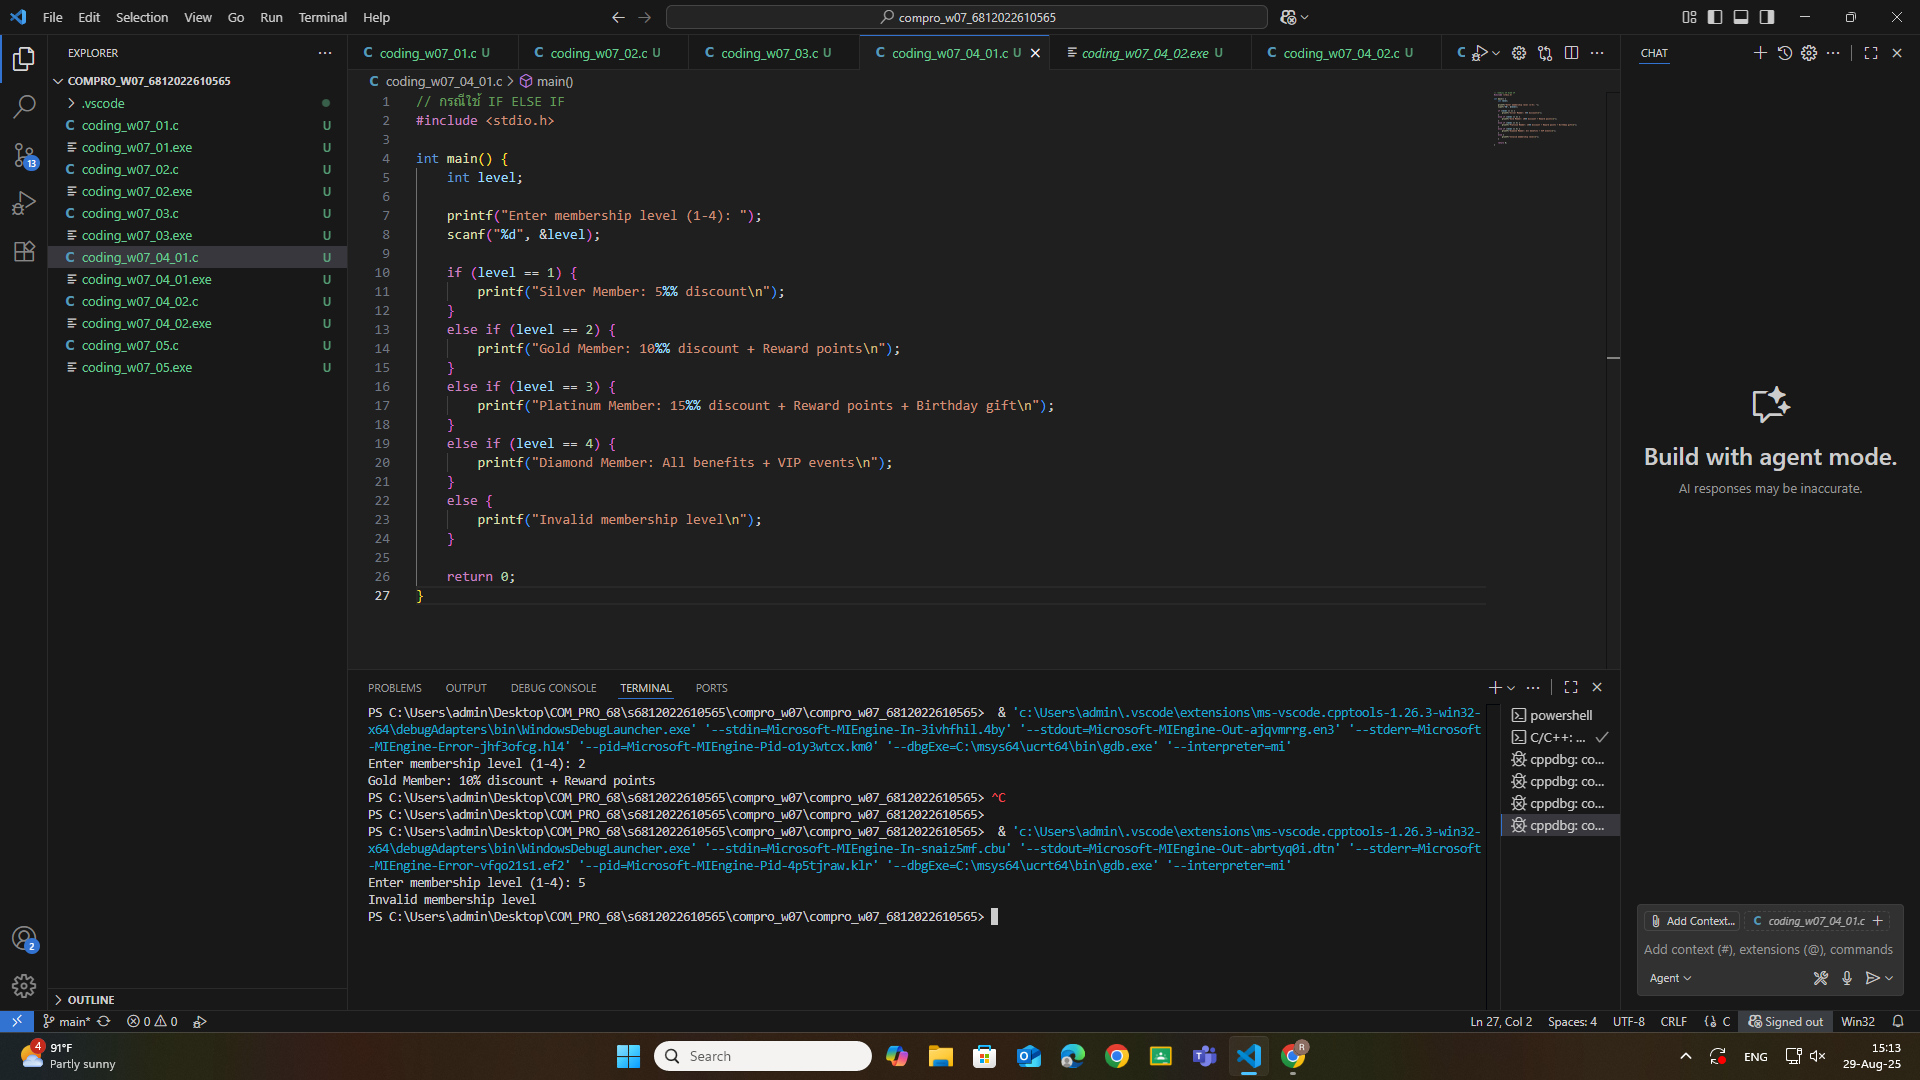 File Edit Selection View Go Run Terminal Help
compro_w07_6812022610565
EXPLORER
COMPRO_W07_6812022610565
.vscode
coding_w07_01.c U
coding_w07_01.exe U
coding_w07_02.c U
coding_w07_02.exe U
coding_w07_03.c U
coding_w07_03.exe U
coding_w07_04_01.c U
coding_w07_04_01.exe U
coding_w07_04_02.c U
coding_w07_04_02.exe U
coding_w07_05.c U
coding_w07_05.exe U
OUTLINE
13
2
coding_w07_01.c U coding_w07_02.c U coding_w07_03.c U coding_w07_04_01.c U coding_w07_04_02.exe U coding_w07_04_02.c U
coding_w07_04_01.c > main()
1 // กรณีใช้ IF ELSE IF
2 #include <stdio.h>
3
4 int main() {
5 int level;
6
7 printf("Enter membership level (1-4): ");
8 scanf("%d", &level);
9
10 if (level == 1) {
11 printf("Silver Member: 5%% discount\n");
12 }
13 else if (level == 2) {
14 printf("Gold Member: 10%% discount + Reward points\n");
15 }
16 else if (level == 3) {
17 printf("Platinum Member: 15%% discount + Reward points + Birthday gift\n");
18 }
19 else if (level == 4) {
20 printf("Diamond Member: All benefits + VIP events\n");
21 }
22 else {
23 printf("Invalid membership level\n");
24 }
25
26 return 0;
27 }
PROBLEMS OUTPUT DEBUG CONSOLE TERMINAL PORTS
PS C:\Users\admin\Desktop\COM_PRO_68\s6812022610565\compro_w07\compro_w07_6812022610565> & 'c:\Users\admin\.vscode\extensions\ms-vscode.cpptools-1.26.3-win32-
x64\debugAdapters\bin\WindowsDebugLauncher.exe' '--stdin=Microsoft-MIEngine-In-3ivhfhil.4by' '--stdout=Microsoft-MIEngine-Out-ajqvmrrg.en3' '--stderr=Microsoft
-MIEngine-Error-jhf3ofcg.hl4' '--pid=Microsoft-MIEngine-Pid-o1y3wtcx.km0' '--dbgExe=C:\msys64\ucrt64\bin\gdb.exe' '--interpreter=mi'
Enter membership level (1-4): 2
Gold Member: 10% discount + Reward points
PS C:\Users\admin\Desktop\COM_PRO_68\s6812022610565\compro_w07\compro_w07_6812022610565> ^C
PS C:\Users\admin\Desktop\COM_PRO_68\s6812022610565\compro_w07\compro_w07_6812022610565>
PS C:\Users\admin\Desktop\COM_PRO_68\s6812022610565\compro_w07\compro_w07_6812022610565> & 'c:\Users\admin\.vscode\extensions\ms-vscode.cpptools-1.26.3-win32-
x64\debugAdapters\bin\WindowsDebugLauncher.exe' '--stdin=Microsoft-MIEngine-In-snaiz5mf.cbu' '--stdout=Microsoft-MIEngine-Out-abrtyq0i.dtn' '--stderr=Microsoft
-MIEngine-Error-vfqo21s1.ef2' '--pid=Microsoft-MIEngine-Pid-4p5tjraw.klr' '--dbgExe=C:\msys64\ucrt64\bin\gdb.exe' '--interpreter=mi'
Enter membership level (1-4): 5
Invalid membership level
PS C:\Users\admin\Desktop\COM_PRO_68\s6812022610565\compro_w07\compro_w07_6812022610565>
powershell
C/C++: ...
cppdbg: co...
cppdbg: co...
cppdbg: co...
cppdbg: co...
CHAT
Build with agent mode.
AI responses may be inaccurate.
Add Context... coding_w07_04_01.c
Add context (#), extensions (@), commands
Agent
main* 0 0
Ln 27, Col 2 Spaces: 4 UTF-8 CRLF {} C Signed out Win32
4
91°F
Partly sunny
Search
R
ENG
15:13
29-Aug-25